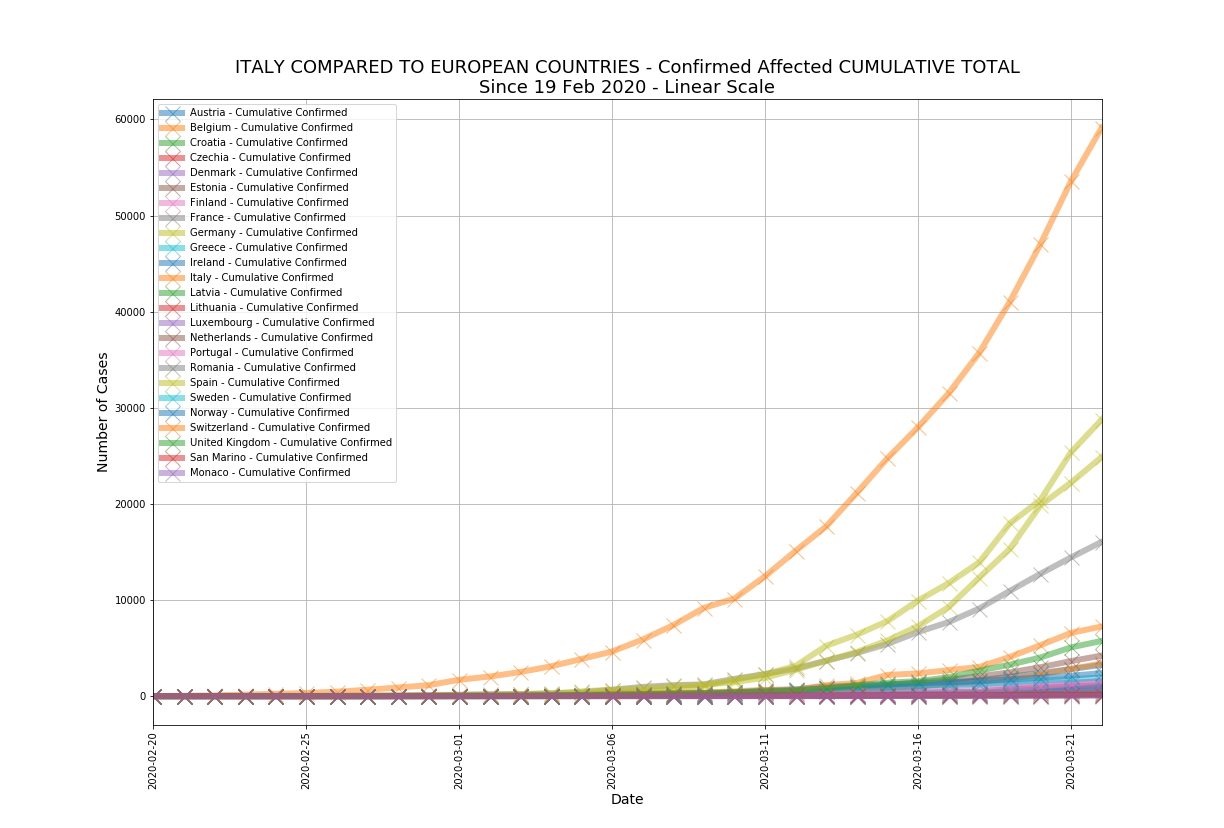 ITALY COMPARED TO EUROPEAN COUNTRIES - Confirmed Affected CUMULATIVE TOTAL
Since 19 Feb 2020 - Linear Scale
Austria - Cumulative Confirmed
Belgium - Cumulative Confirmed
Croatia - Cumulative Confirmed
Czechia - Cumulative Confirmed
Denmark - Cumulative Confirmed
Estonia - Cumulative Confirmed
Finland - Cumulative Confirmed
France - Cumulative Confirmed
Germany - Cumulative Confirmed
Greece - Cumulative Confirmed
Ireland - Cumulative Confirmed
Italy - Cumulative Confirmed
Latvia - Cumulative Confirmed
Lithuania - Cumulative Confirmed
Luxembourg - Cumulative Confirmed
Netherlands - Cumulative Confirmed
Portugal - Cumulative Confirmed
Romania - Cumulative Confirmed
Spain - Cumulative Confirmed
Sweden - Cumulative Confirmed
Norway - Cumulative Confirmed
Switzerland - Cumulative Confirmed
United Kingdom - Cumulative Confirmed
San Marino - Cumulative Confirmed
Monaco - Cumulative Confirmed
Number of Cases
60000
50000
40000
30000
20000
10000
0
2020-02-20
2020-02-25
2020-03-01
2020-03-06
2020-03-11
2020-03-16
2020-03-21
Date